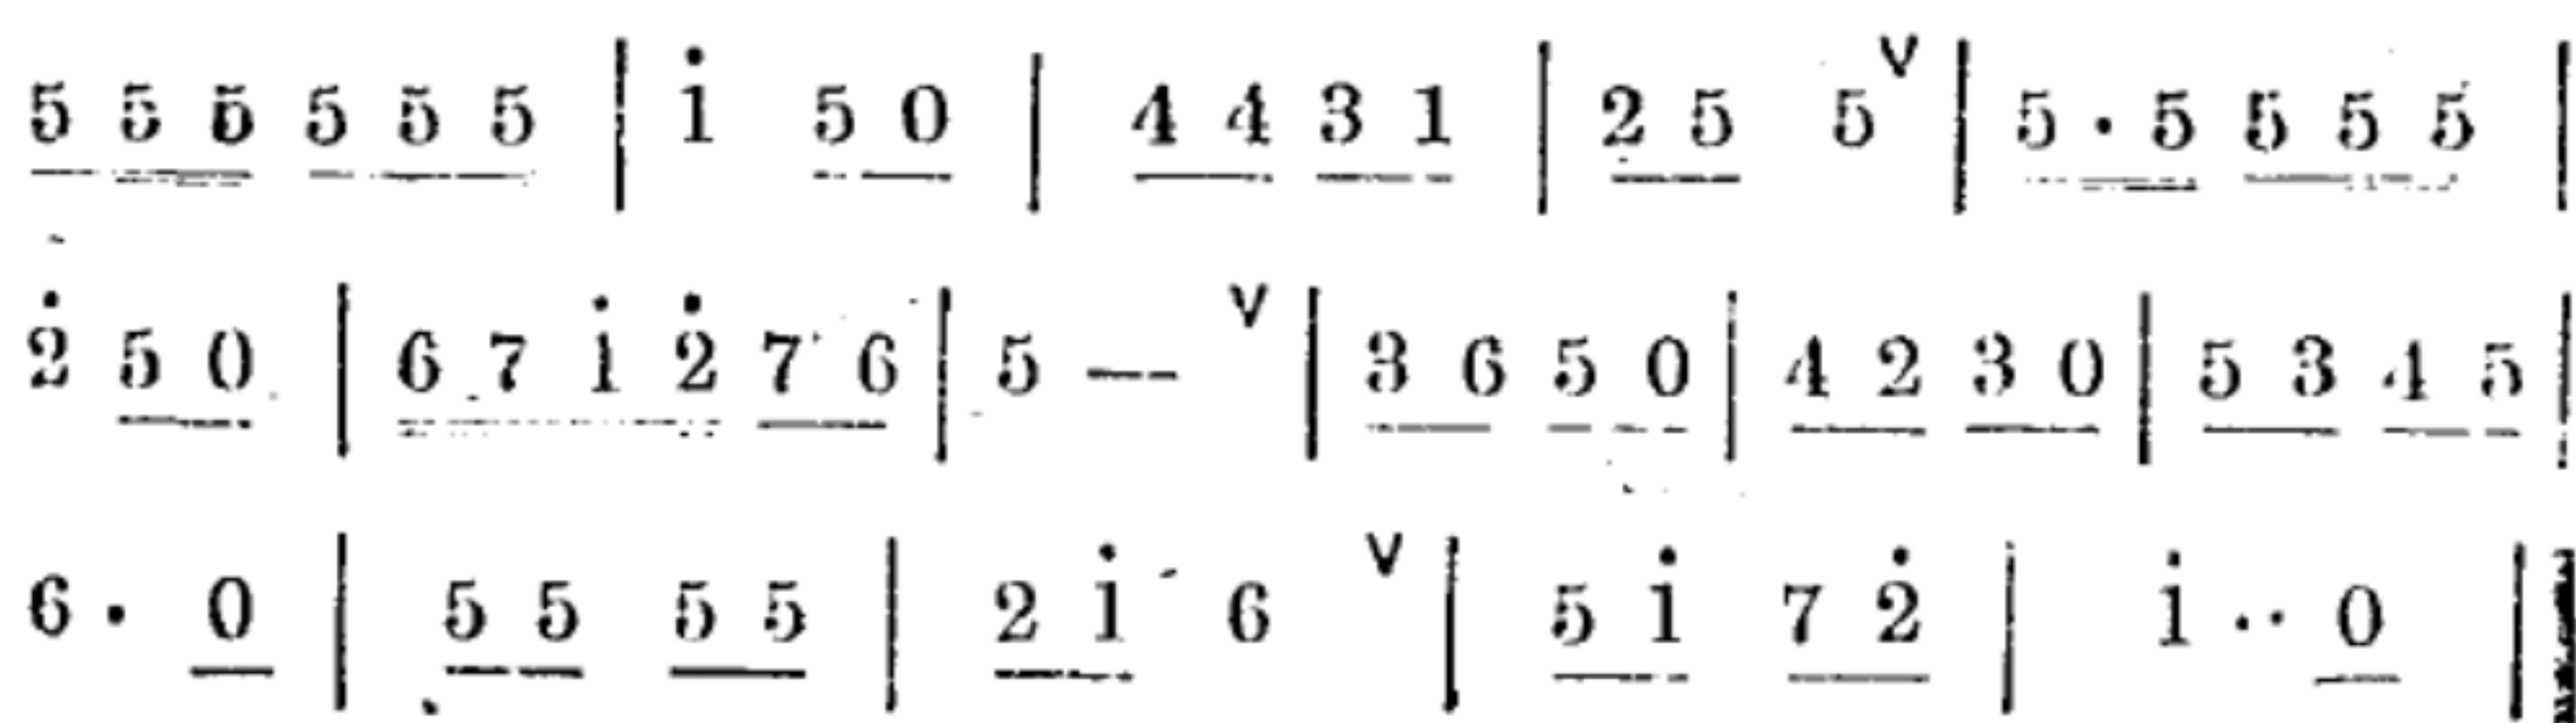 5 5 5 5 5 5 | i 5 0 | 4 4 3 1 | 2 5 5 V | 5 · 5 5 5 5 |
2̇ 5 0 | 6 7 i 2̇ 7 6 | 5 — V | 3 6 5 0 | 4 2 3 0 | 5 3 4 5 |
6 · 0 | 5 5 5 5 | 2 i 6 V | 5 i 7 2̇ | i · · 0 ‖